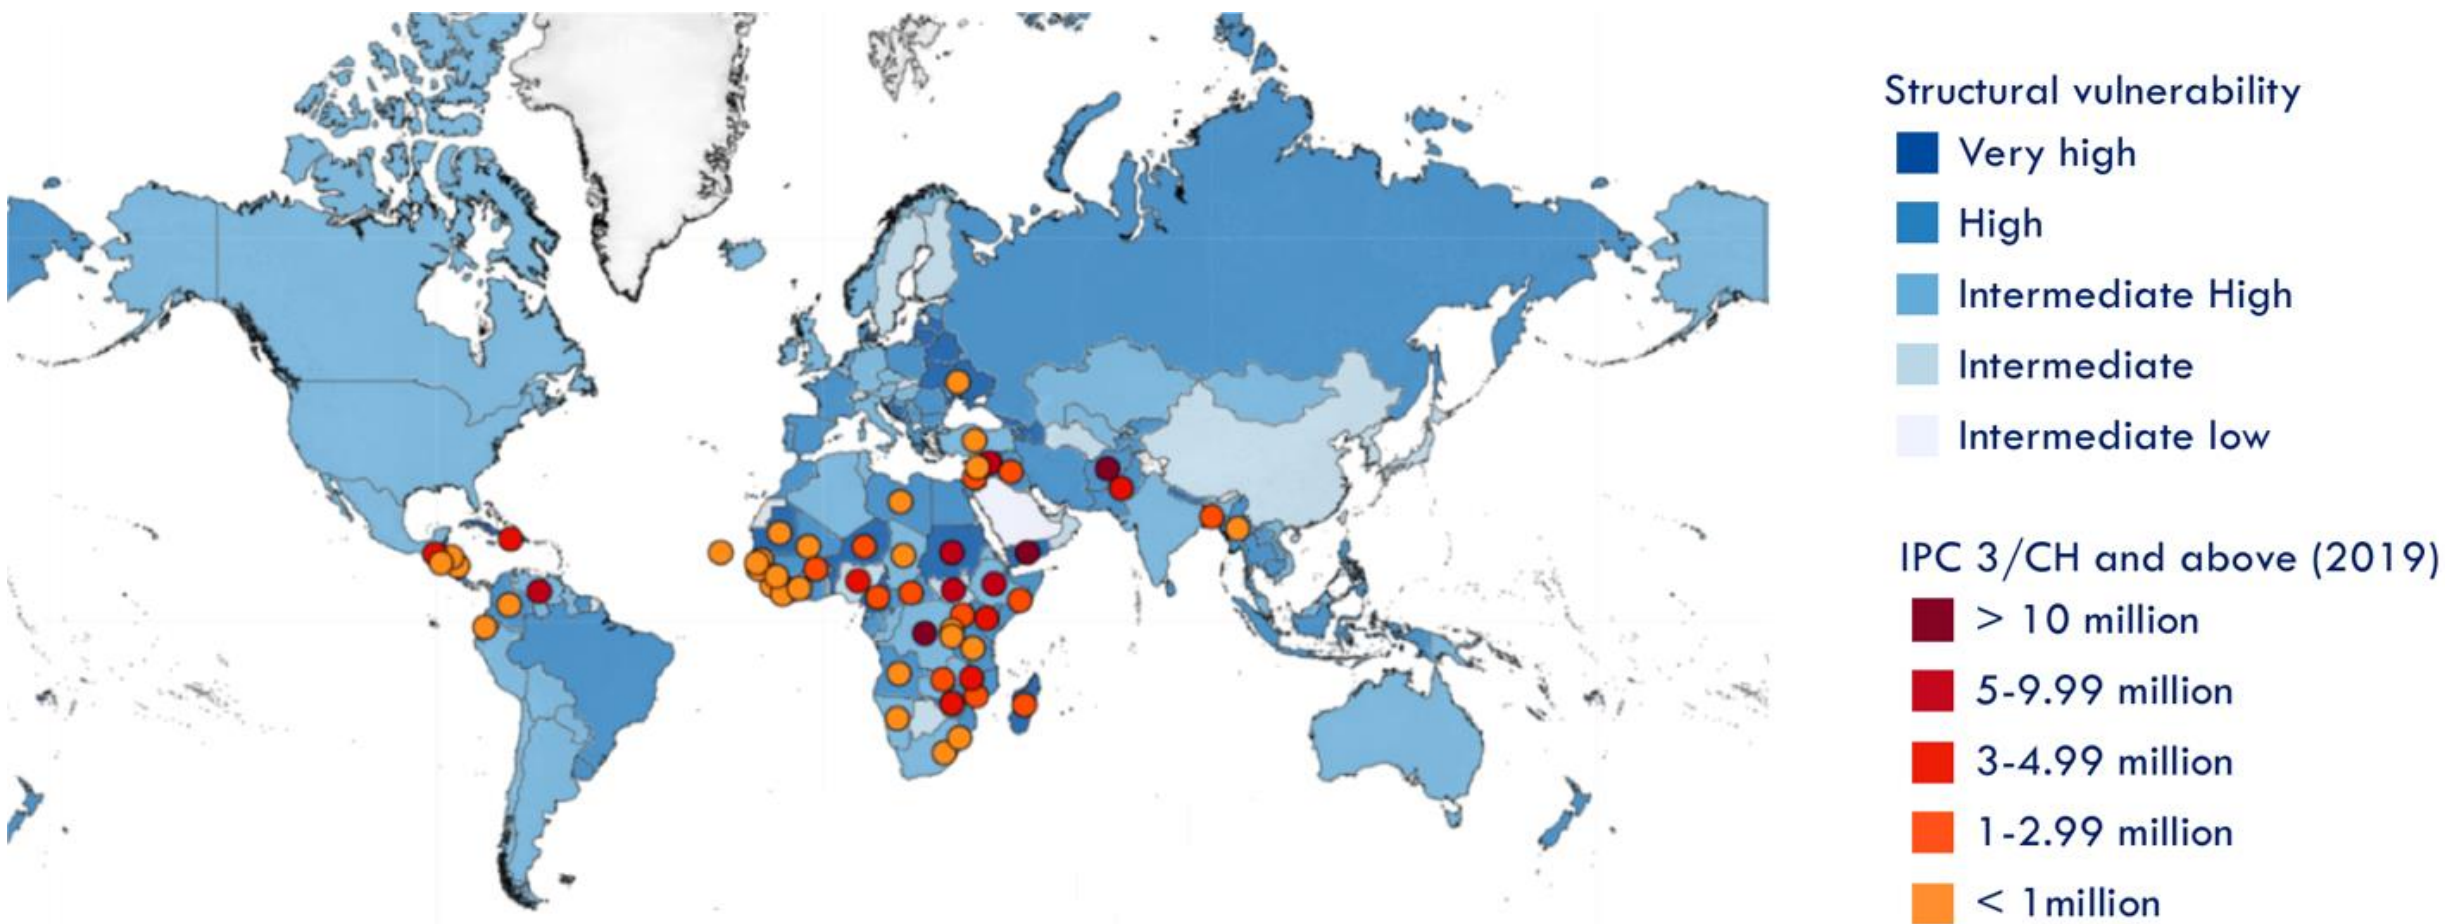 Structural vulnerability
Very high
High
Intermediate High
Intermediate
Intermediate low
IPC 3/CH and above (2019)
> 10 million
5-9.99 million
3-4.99 million
1-2.99 million
< 1million